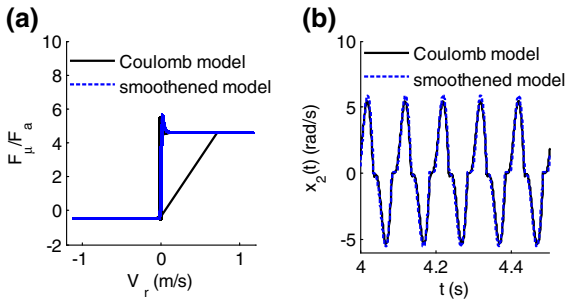 (a)
Coulomb model
smoothened model
F_μ/F_a
10
8
6
4
2
0
-2
-1
0
1
V_r (m/s)
(b)
Coulomb model
smoothened model
x_2(t) (rad/s)
10
5
0
-5
4
4.2
4.4
t (s)